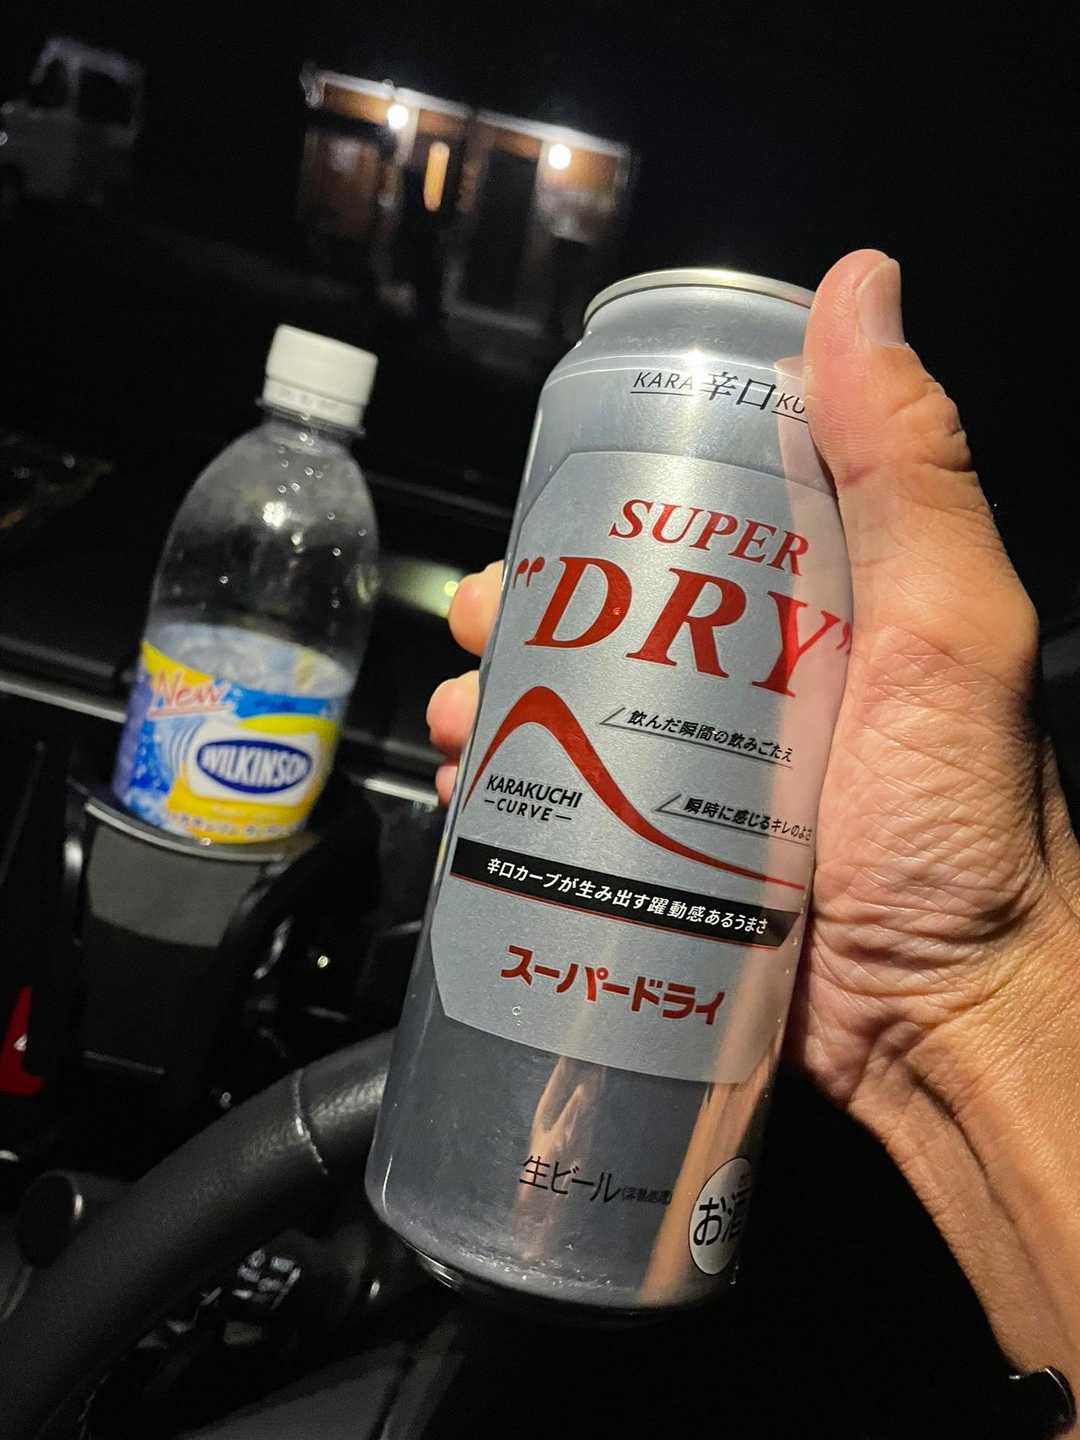 KARA 辛口 KU
SUPER
"DRY"
飲んだ瞬間の飲みごたえ
KARAKUCHI
CURVE
瞬時に感じるキレのよさ
辛口カーブが生み出す躍動感あるうまさ
スーパードライ
生ビール
お酒
New
WILKINSON